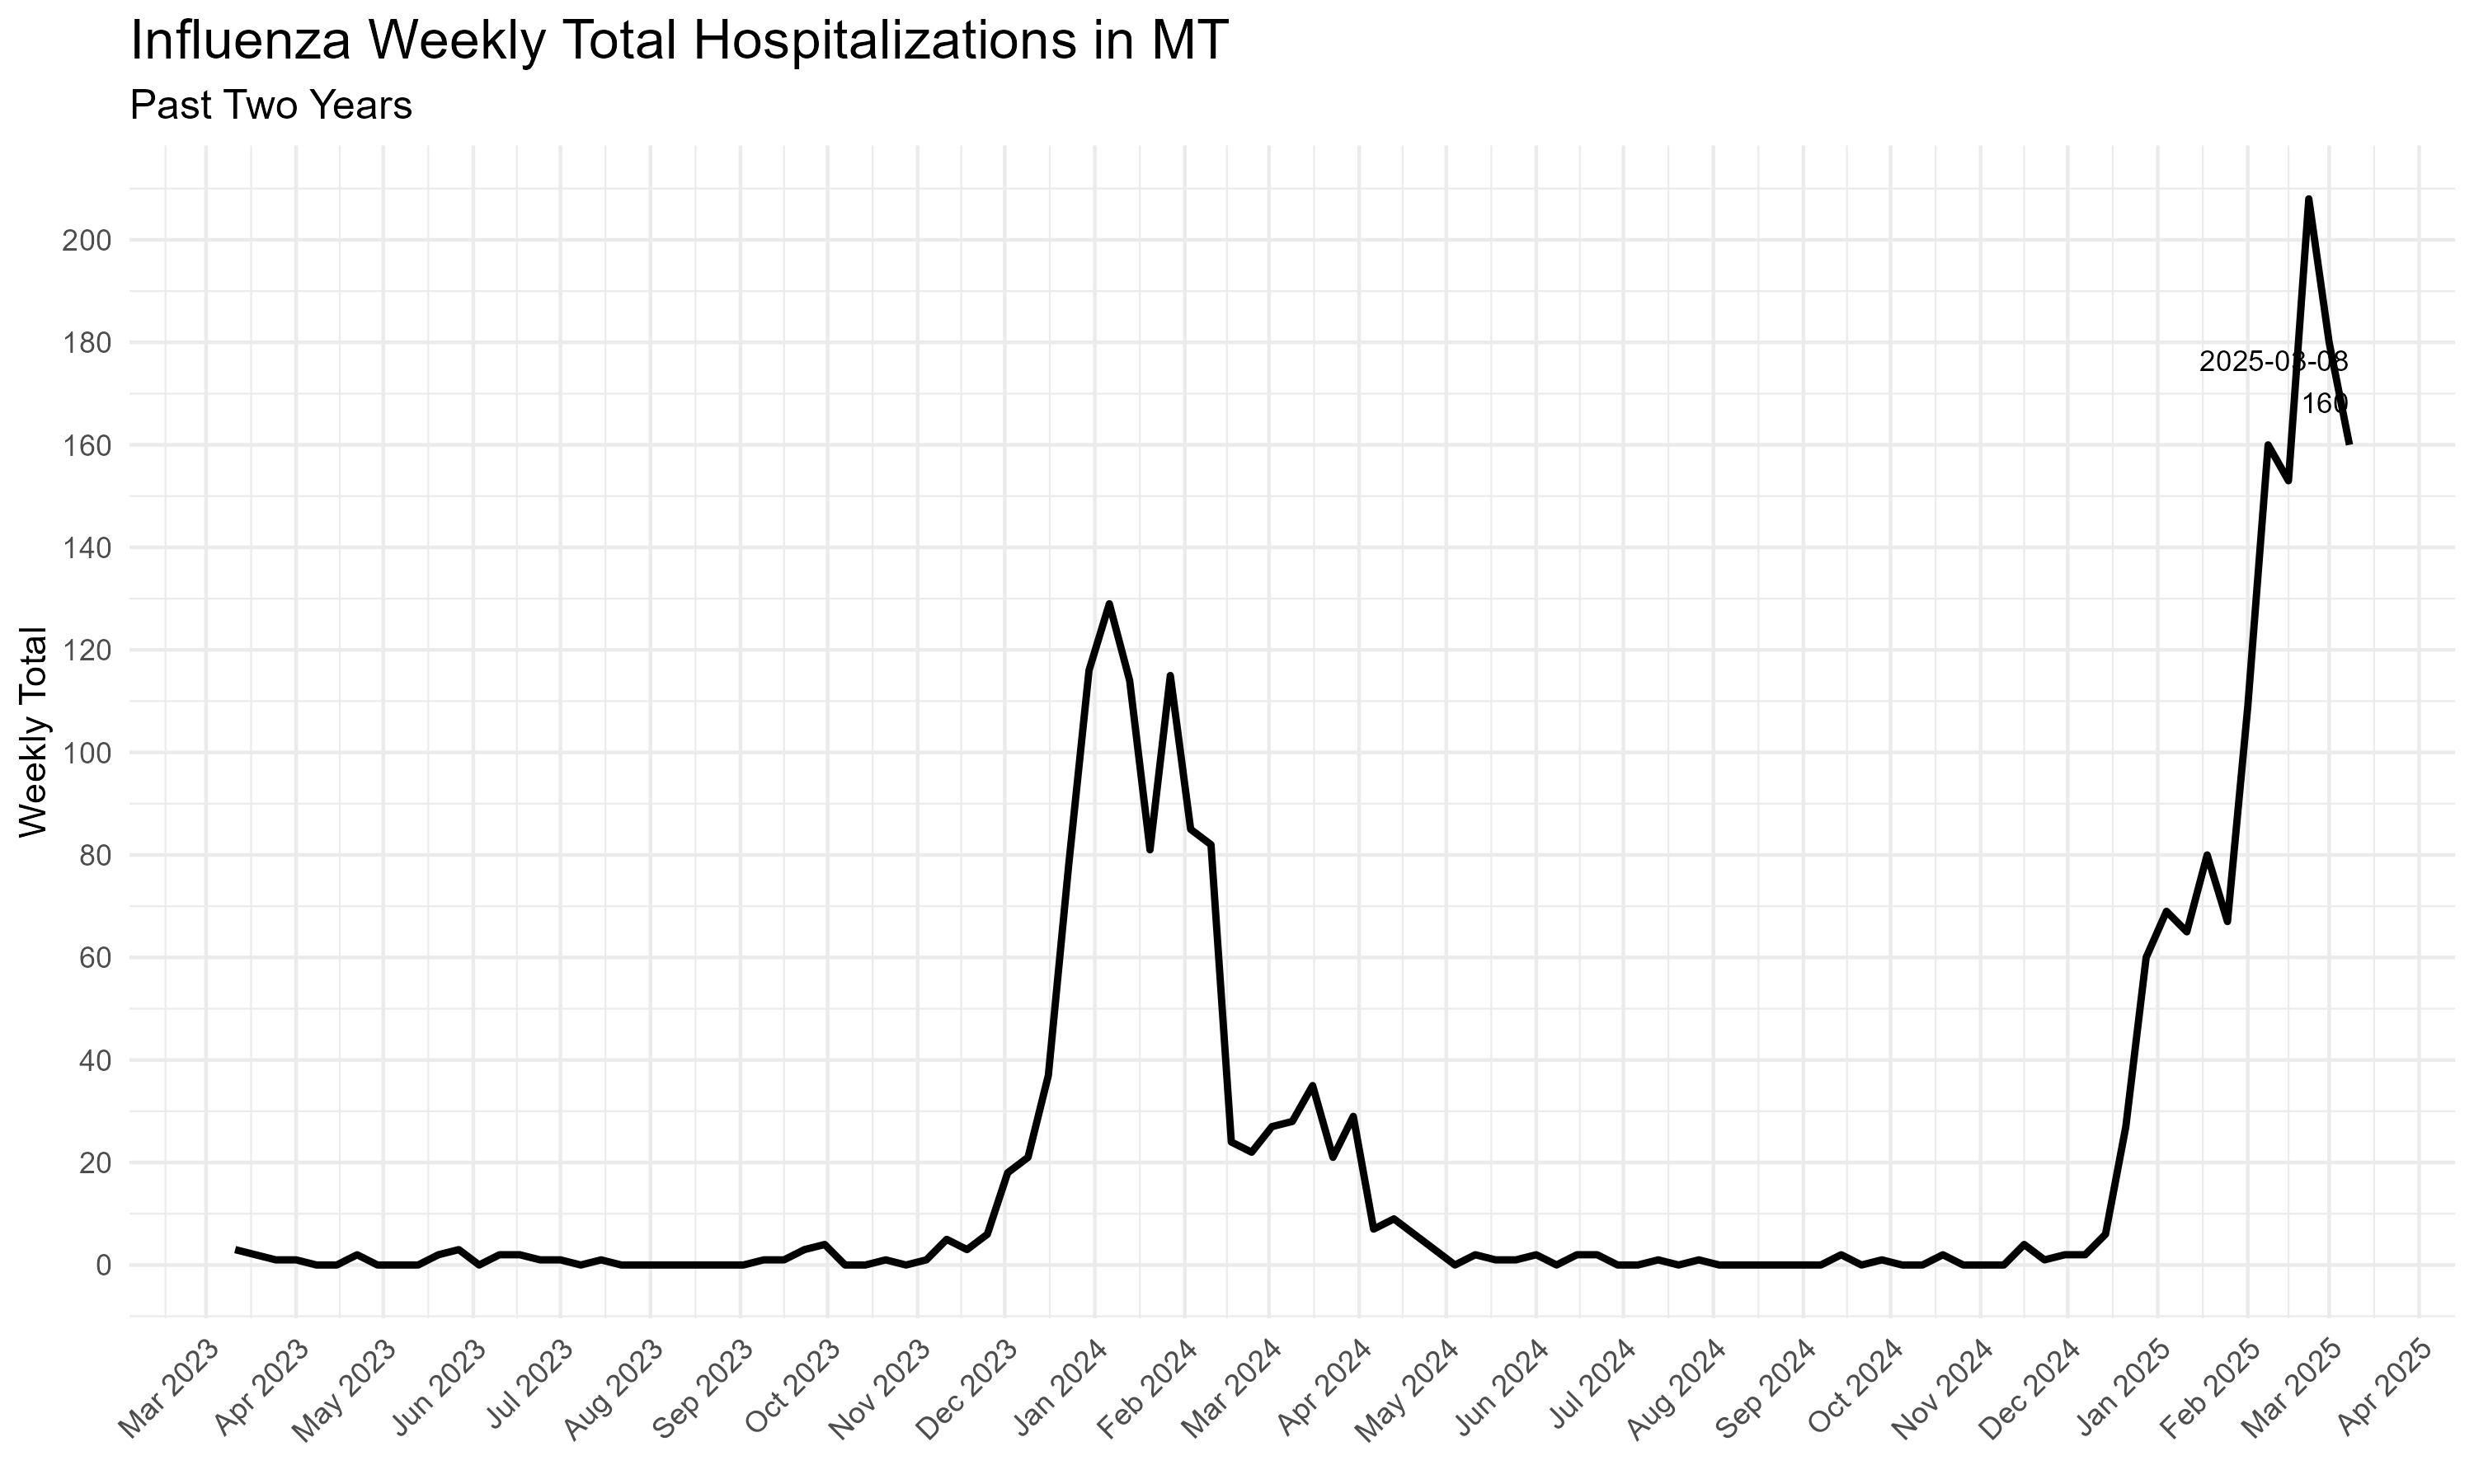 Influenza Weekly Total Hospitalizations in MT
Past Two Years
Weekly Total
200
180
160
140
120
100
80
60
40
20
0
2025-03-08
160
Mar 2023
Apr 2023
May 2023
Jun 2023
Jul 2023
Aug 2023
Sep 2023
Oct 2023
Nov 2023
Dec 2023
Jan 2024
Feb 2024
Mar 2024
Apr 2024
May 2024
Jun 2024
Jul 2024
Aug 2024
Sep 2024
Oct 2024
Nov 2024
Dec 2024
Jan 2025
Feb 2025
Mar 2025
Apr 2025